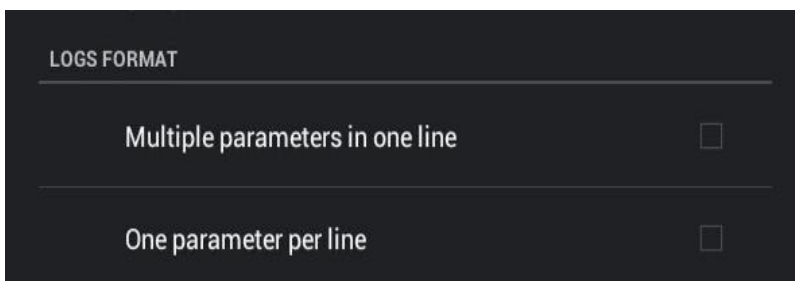 LOGS FORMAT
Multiple parameters in one line
One parameter per line